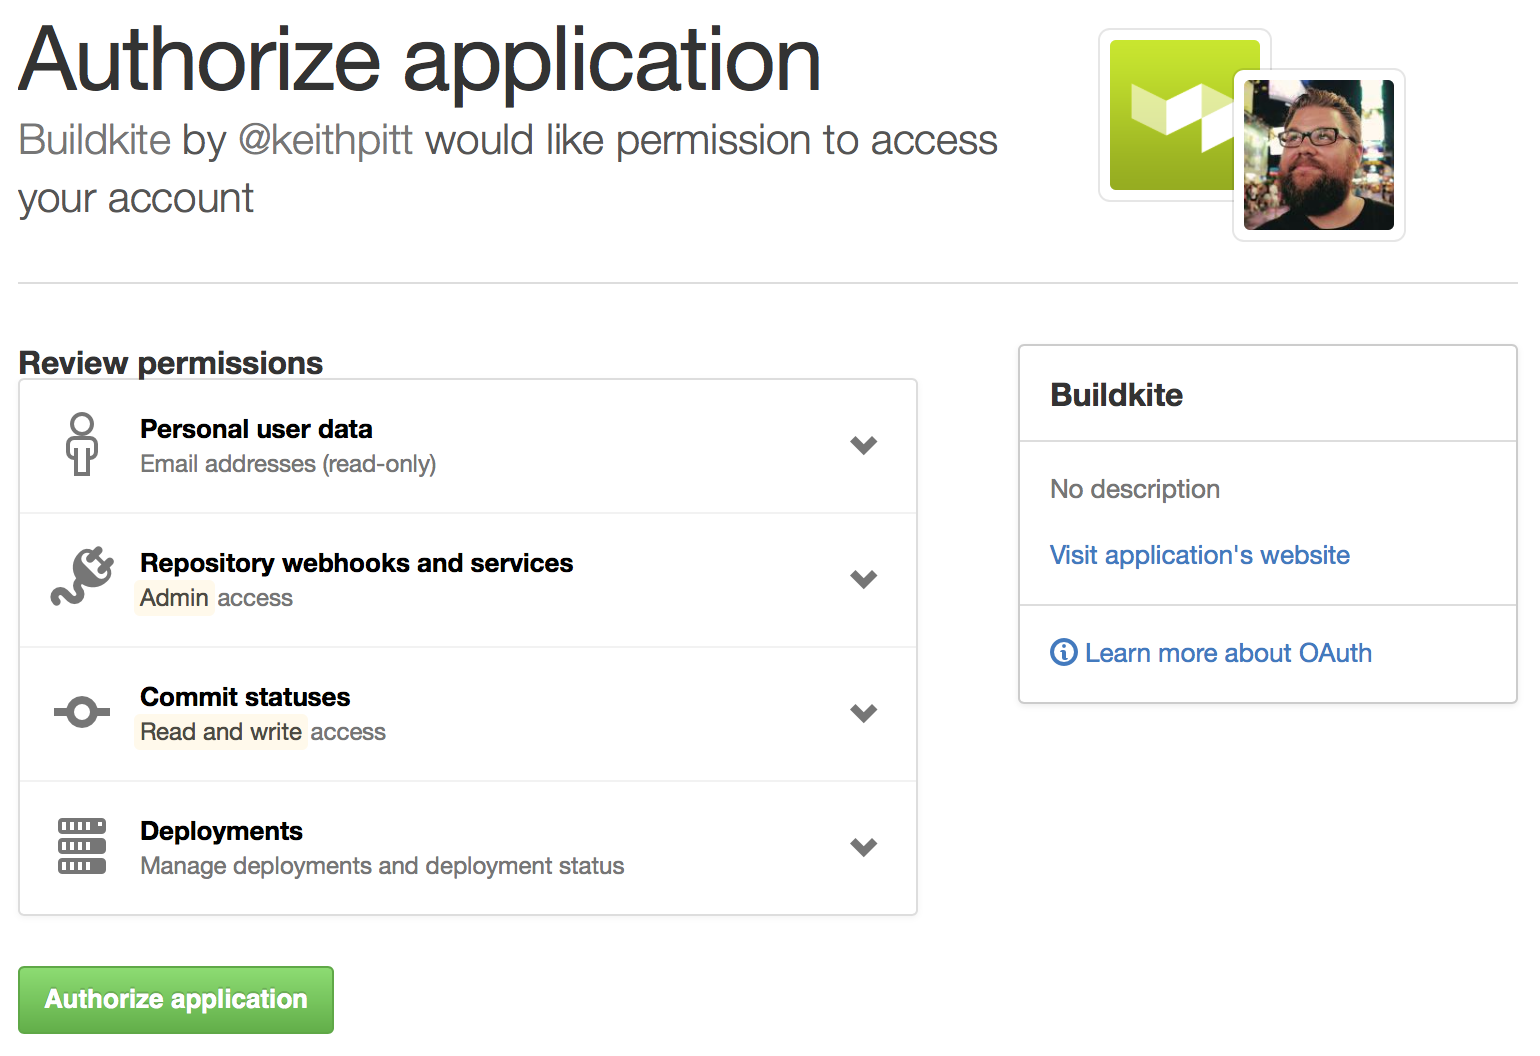 Authorize application
Buildkite by @keithpitt would like permission to access
your account
Review permissions
Personal user data
Email addresses (read-only)
Repository webhooks and services
Admin access
Commit statuses
Read and write access
Deployments
Manage deployments and deployment status
Authorize application
Buildkite
No description
Visit application's website
Learn more about OAuth